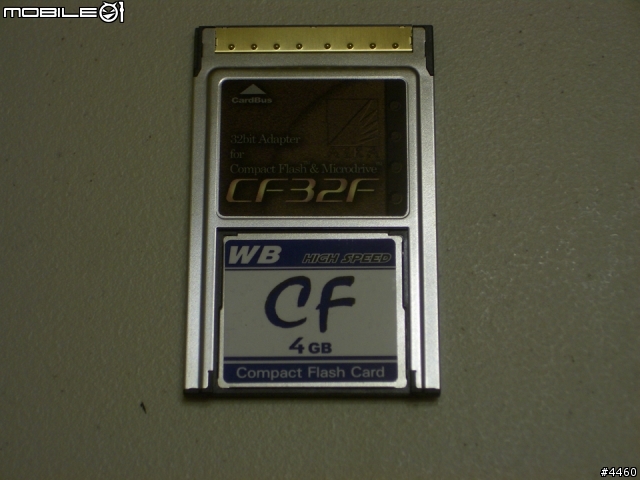 MOBILE01
CardBus
32bit Adapter
for
Compact Flash & Microdrive
CF32F
WB HIGH SPEED
CF
4GB
Compact Flash Card
#4460